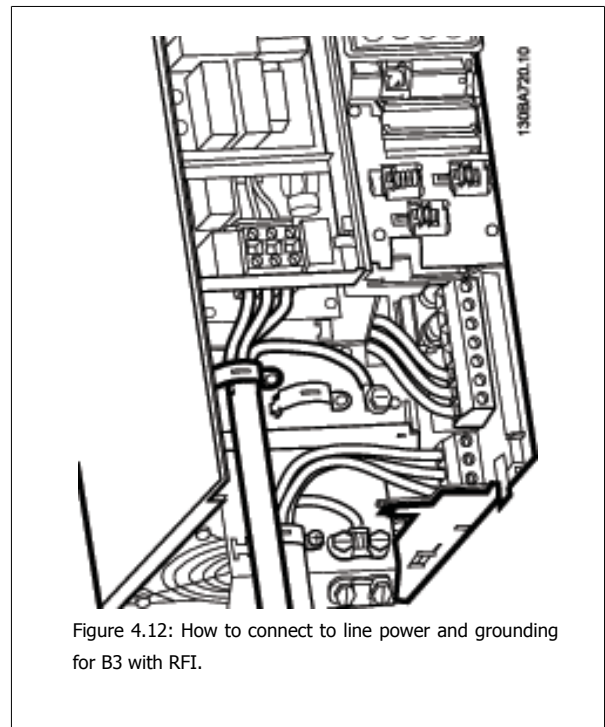 130BA720.10
Figure 4.12: How to connect to line power and grounding
for B3 with RFI.